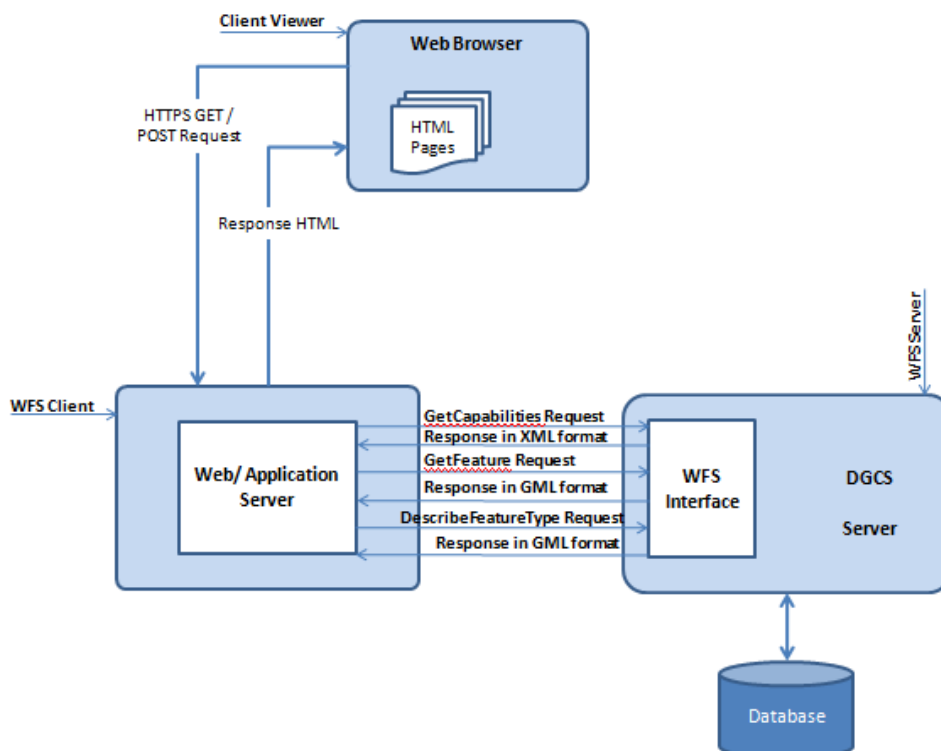 Client Viewer
Web Browser
HTTPS GET /
POST Request
HTML
Pages
Response HTML
WFSServer
WFS Client
GetCapabilities Request
Response in XML format
GetFeature Request
Response in GML format
DescribeFeatureType Request
Response in GML format
Web/ Application
Server
WFS
Interface
DGCS
Server
Database